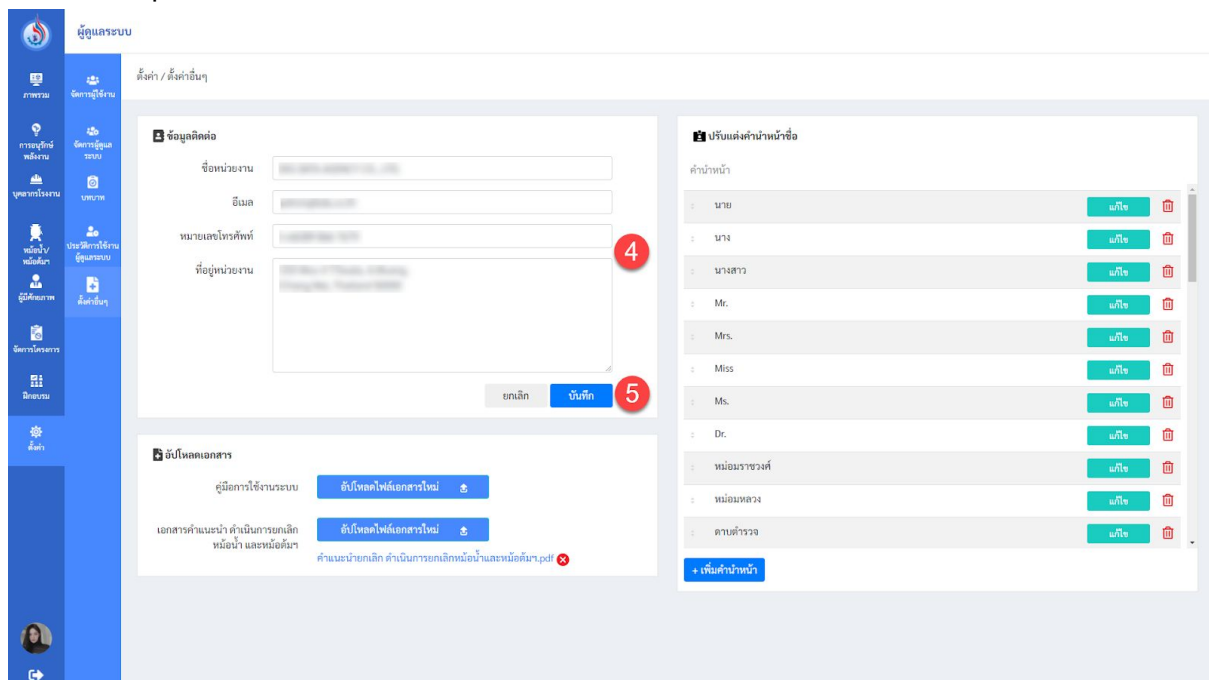 ผู้ดูแลระบบ
ภาพรวม
การอนุรักษ์
พลังงาน
บุคลากรโรงงาน
หม้อน้ำ/
หม้อต้มฯ
ผู้มีศักยภาพ
จัดการโครงการ
ฝึกอบรม
ตั้งค่า
จัดการผู้ใช้งาน
จัดการผู้ดูแล
ระบบ
บทบาท
ประวัติการใช้งาน
ผู้ดูแลระบบ
ตั้งค่าอื่นๆ
ตั้งค่า / ตั้งค่าอื่นๆ
ข้อมูลติดต่อ
ชื่อหน่วยงาน
อีเมล
หมายเลขโทรศัพท์
4
ที่อยู่หน่วยงาน
ยกเลิก บันทึก 5
อัปโหลดเอกสาร
คู่มือการใช้งานระบบ อัปโหลดไฟล์เอกสารใหม่
เอกสารคำแนะนำ ดำเนินการยกเลิก อัปโหลดไฟล์เอกสารใหม่
หม้อน้ำ และหม้อต้มฯ
คำแนะนำยกเลิก ดำเนินการยกเลิกหม้อน้ำและหม้อต้มฯ.pdf
ปรับแต่งคำนำหน้าชื่อ
คำนำหน้า
นาย แก้ไข
นาง แก้ไข
นางสาว แก้ไข
Mr. แก้ไข
Mrs. แก้ไข
Miss แก้ไข
Ms. แก้ไข
Dr. แก้ไข
หม่อมราชวงศ์ แก้ไข
หม่อมหลวง แก้ไข
ดาบตำรวจ แก้ไข
+ เพิ่มคำนำหน้า